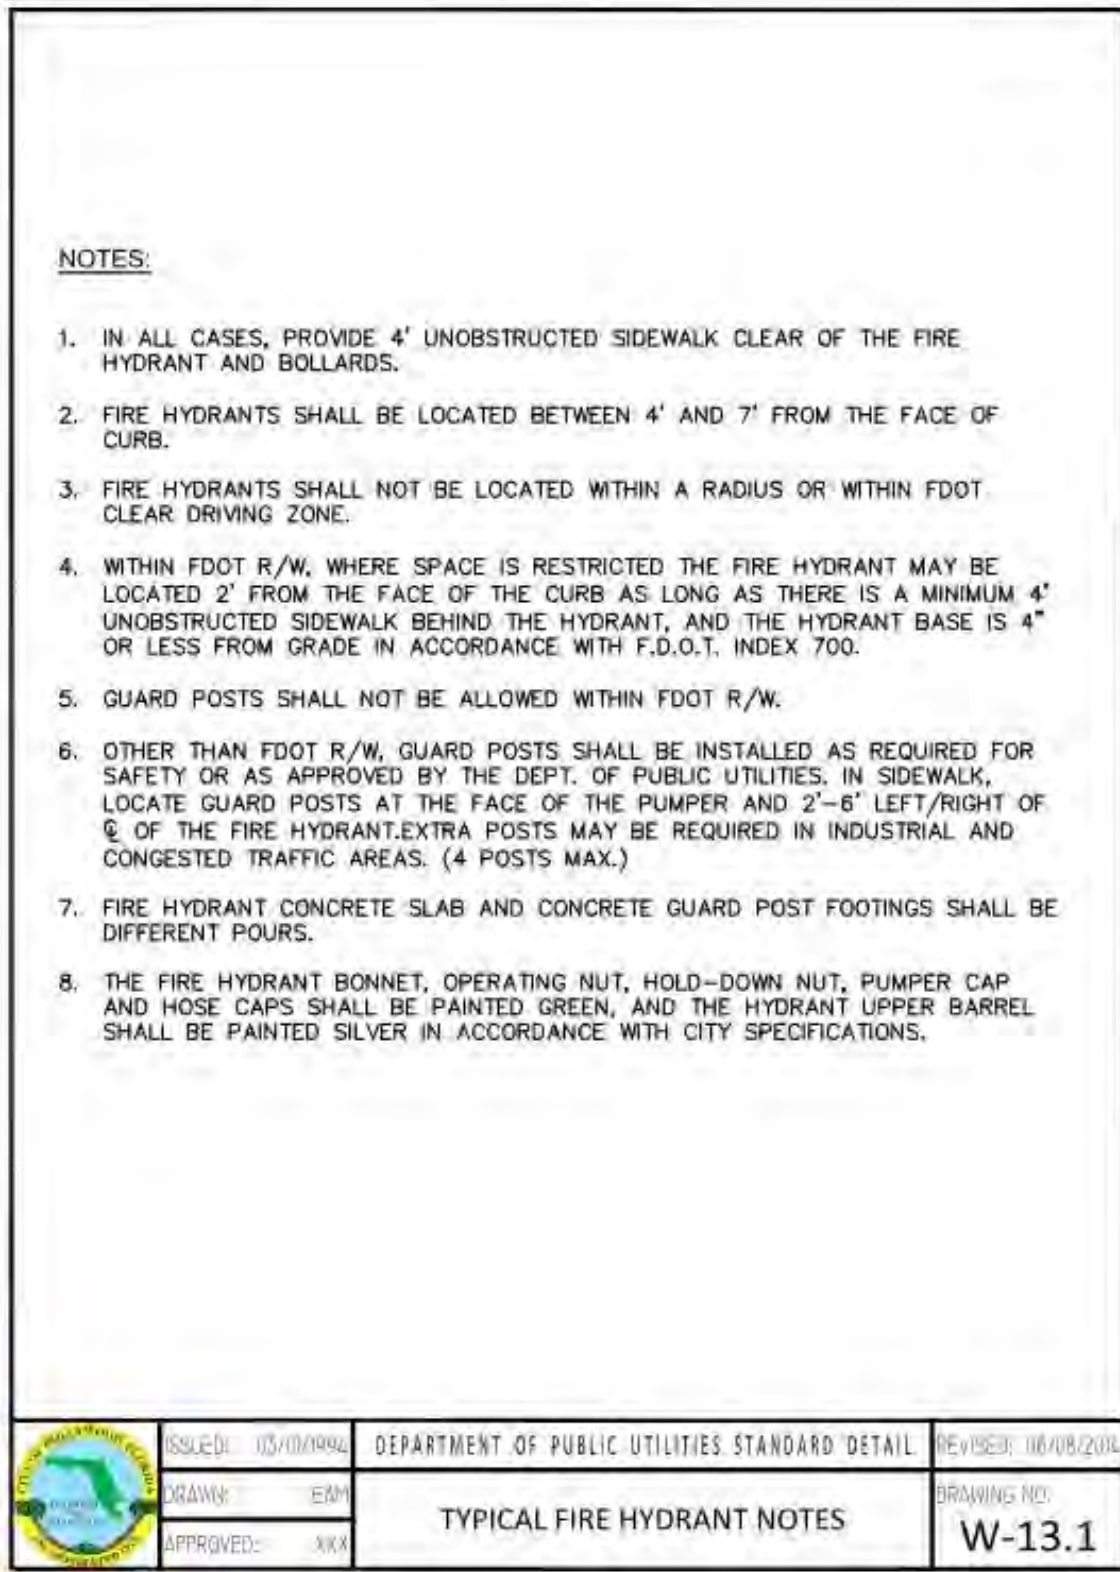 NOTES:
1. IN ALL CASES, PROVIDE 4' UNOBSTRUCTED SIDEWALK CLEAR OF THE FIRE
HYDRANT AND BOLLARDS.
2. FIRE HYDRANTS SHALL BE LOCATED BETWEEN 4' AND 7' FROM THE FACE OF
CURB.
3. FIRE HYDRANTS SHALL NOT BE LOCATED WITHIN A RADIUS OR WITHIN FDOT
CLEAR DRIVING ZONE.
4. WITHIN FDOT R/W, WHERE SPACE IS RESTRICTED THE FIRE HYDRANT MAY BE
LOCATED 2' FROM THE FACE OF THE CURB AS LONG AS THERE IS A MINIMUM 4'
UNOBSTRUCTED SIDEWALK BEHIND THE HYDRANT, AND THE HYDRANT BASE IS 4"
OR LESS FROM GRADE IN ACCORDANCE WITH F.D.O.T. INDEX 700.
5. GUARD POSTS SHALL NOT BE ALLOWED WITHIN FDOT R/W.
6. OTHER THAN FDOT R/W, GUARD POSTS SHALL BE INSTALLED AS REQUIRED FOR
SAFETY OR AS APPROVED BY THE DEPT. OF PUBLIC UTILITIES. IN SIDEWALK,
LOCATE GUARD POSTS AT THE FACE OF THE PUMPER AND 2'-6' LEFT/RIGHT OF
℄ OF THE FIRE HYDRANT.EXTRA POSTS MAY BE REQUIRED IN INDUSTRIAL AND
CONGESTED TRAFFIC AREAS. (4 POSTS MAX.)
7. FIRE HYDRANT CONCRETE SLAB AND CONCRETE GUARD POST FOOTINGS SHALL BE
DIFFERENT POURS.
8. THE FIRE HYDRANT BONNET, OPERATING NUT, HOLD-DOWN NUT, PUMPER CAP
AND HOSE CAPS SHALL BE PAINTED GREEN, AND THE HYDRANT UPPER BARREL
SHALL BE PAINTED SILVER IN ACCORDANCE WITH CITY SPECIFICATIONS.
ISSUED:
DRAWN: EAM
APPROVED: XXX
DEPARTMENT OF PUBLIC UTILITIES STANDARD DETAIL
TYPICAL FIRE HYDRANT NOTES
REVISED:
DRAWING NO.
W-13.1